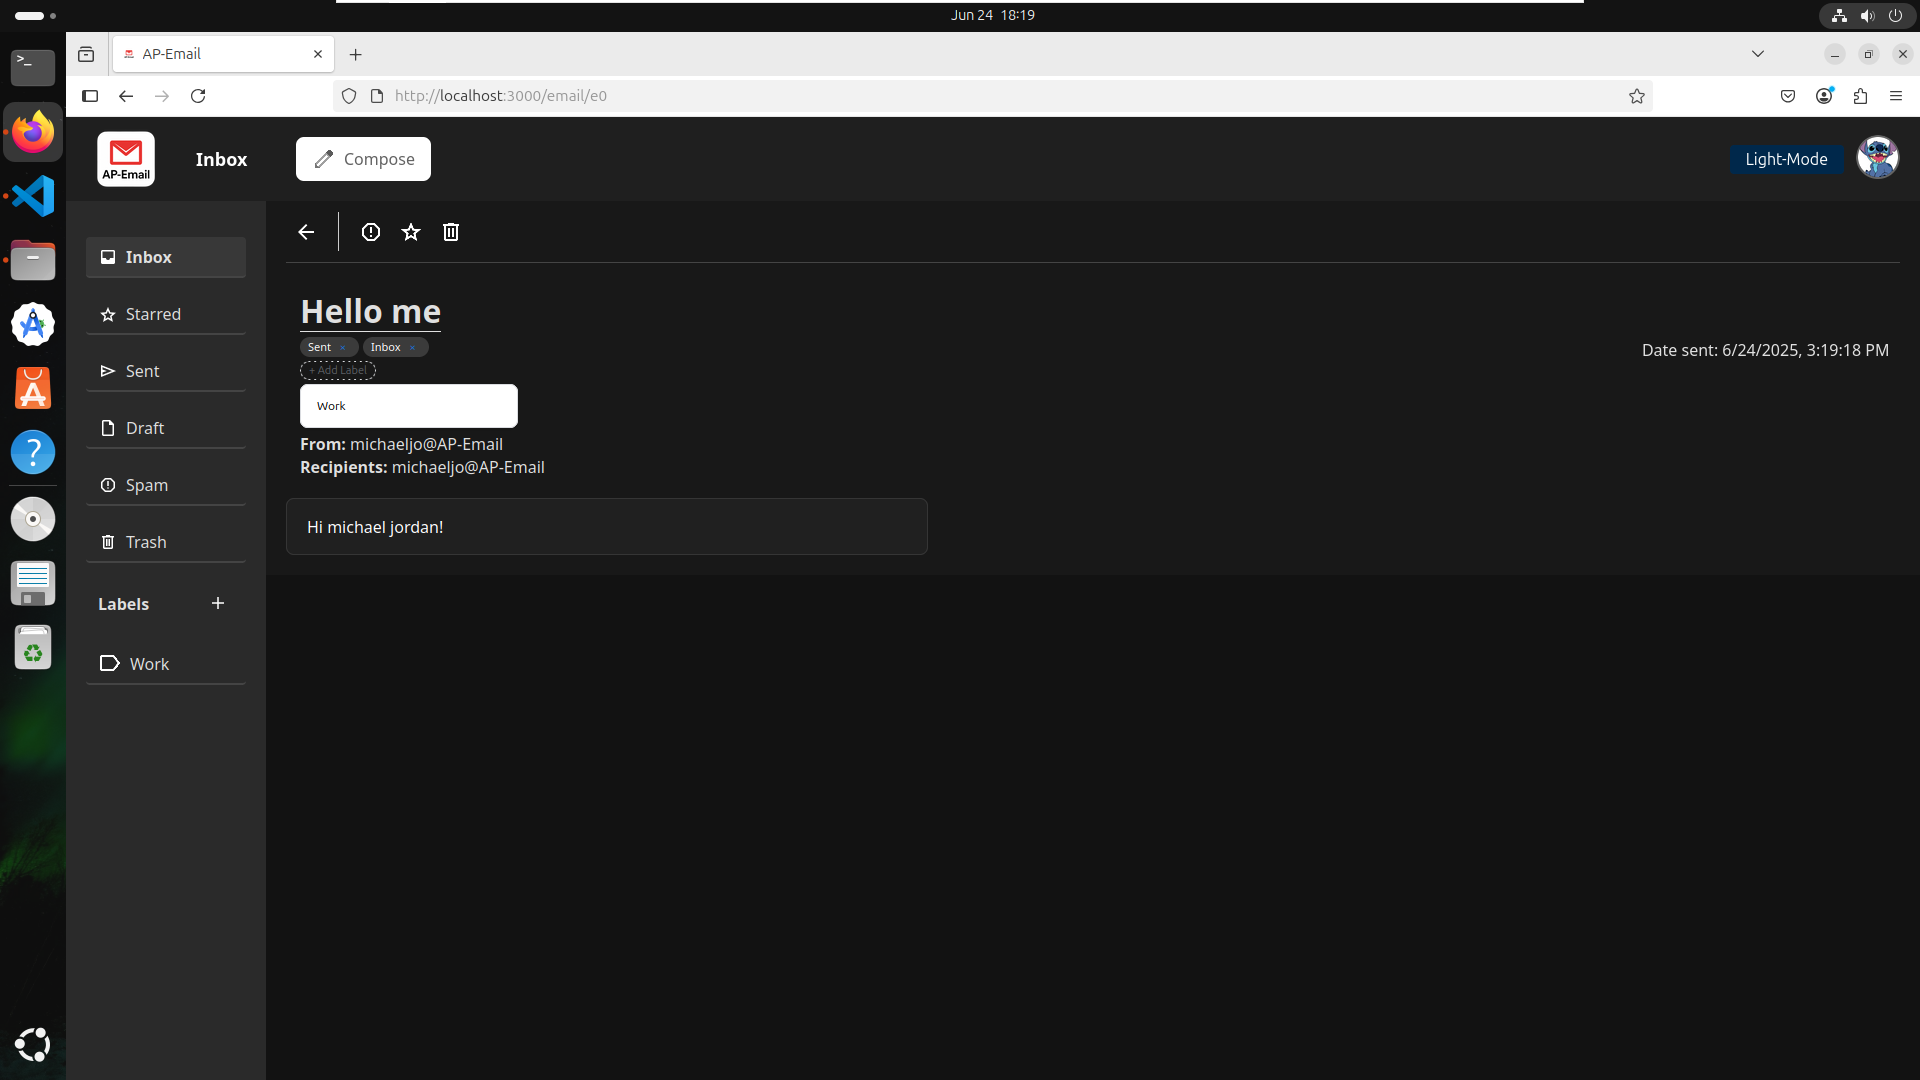 Jun 24 18:19
AP-Email
http://localhost:3000/email/e0
AP-Email
Inbox
Compose
Light-Mode
Inbox
Starred
Sent
Draft
Spam
Trash
Labels
Work
Hello me
Sent × Inbox ×
+ Add Label
Work
Date sent: 6/24/2025, 3:19:18 PM
From: michaeljo@AP-Email
Recipients: michaeljo@AP-Email
Hi michael jordan!